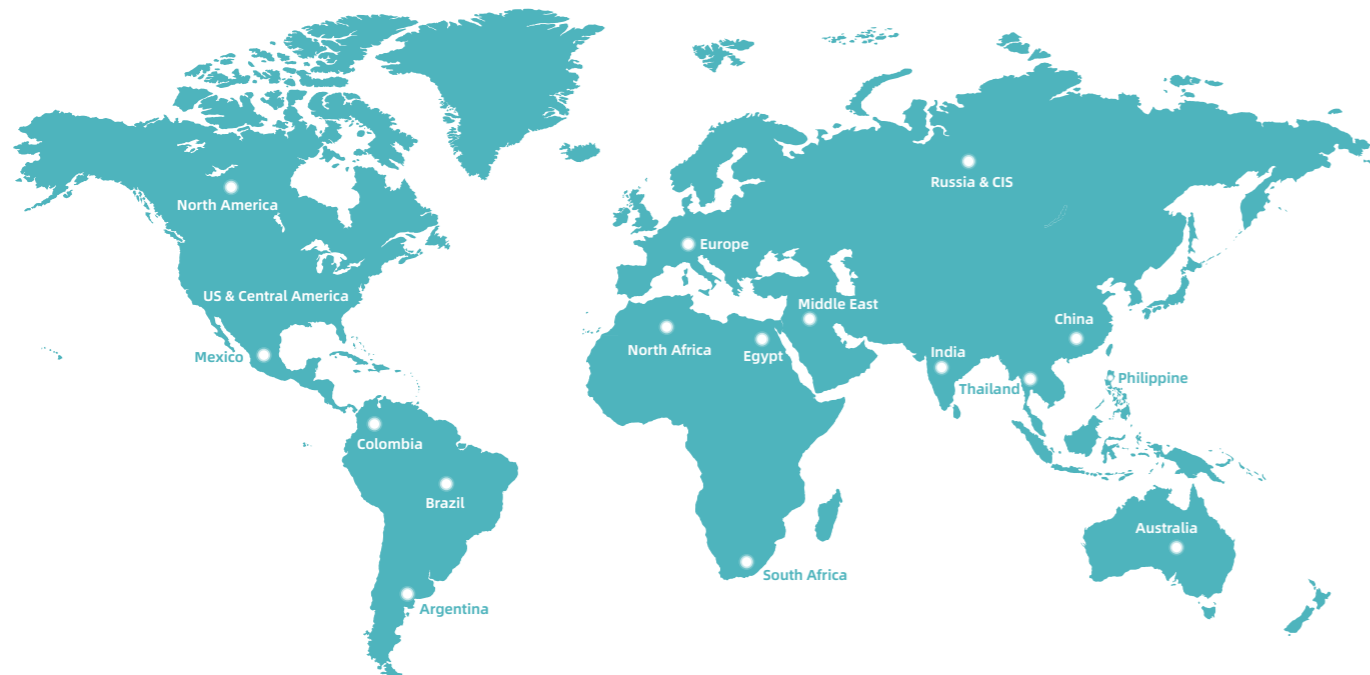 Russia & CIS
North America
Europe
US & Central America
Middle East
China
North Africa
Egypt
India
Mexico
Philippine
Thailand
Colombia
Brazil
Australia
South Africa
Argentina